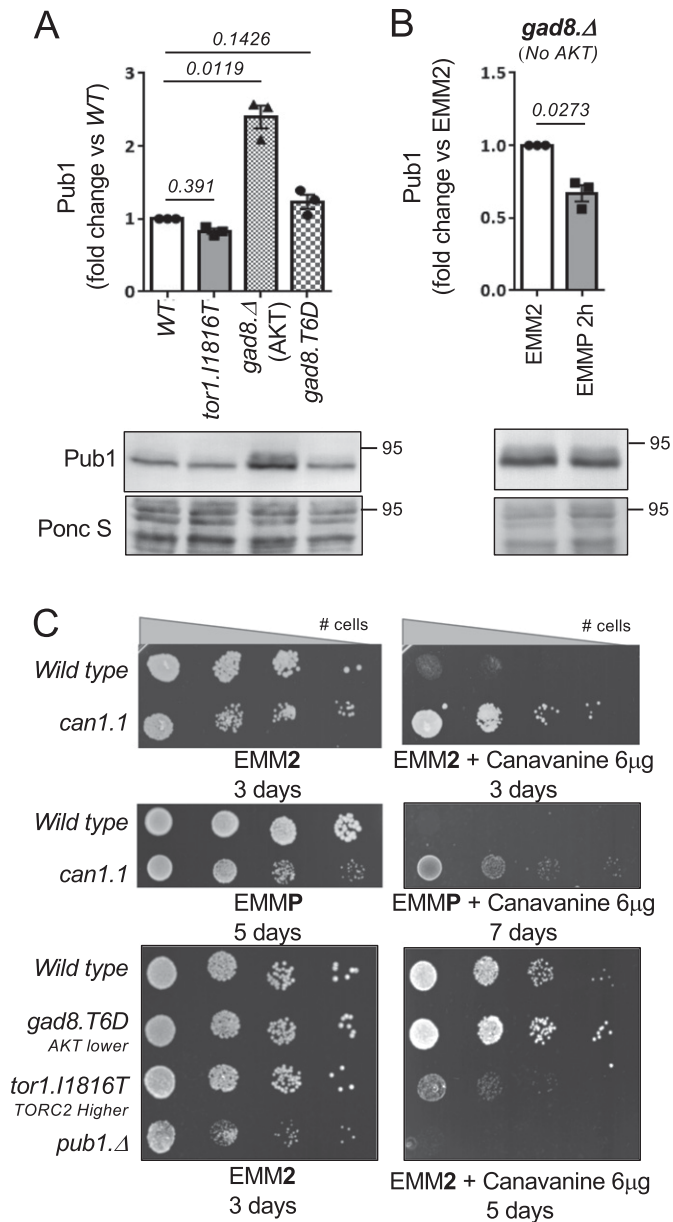 A
0.1426
0.0119
0.391
Pub1
(fold change vs WT)
3
2
1
0
WT
tor1.I1816T
gad8.Δ
(AKT)
gad8.T6D
Pub1
95
Ponc S
95
B
gad8.Δ
(No AKT)
0.0273
Pub1
(fold change vs EMM2)
1.5
1.0
0.5
0.0
EMM2
EMMP 2h
95
95
C
# cells
# cells
Wild type
can1.1
EMM2
3 days
EMM2 + Canavanine 6µg
3 days
Wild type
can1.1
EMMP
5 days
EMMP + Canavanine 6µg
7 days
Wild type
gad8.T6D
AKT lower
tor1.I1816T
TORC2 Higher
pub1.Δ
EMM2
3 days
EMM2 + Canavanine 6µg
5 days